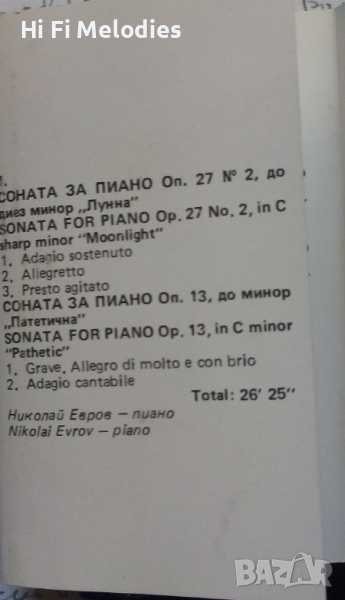 Hi Fi Melodies
1.
СОНАТА ЗА ПИАНО Оп. 27 № 2, до
диез минор „Лунна"
SONATA FOR PIANO Op. 27 No. 2, in C
sharp minor "Moonlight"
1. Adagio sostenuto
2. Allegretto
3. Presto agitato
СОНАТА ЗА ПИАНО Оп. 13, до минор
„Патетична"
SONATA FOR PIANO Op. 13, in C minor
"Pathetic"
1. Grave, Allegro di molto e con brio
2. Adagio cantabile
Total: 26' 25"
Николай Евров — пиано
Nikolai Evrov — piano
БАЗАР
bazar.bg